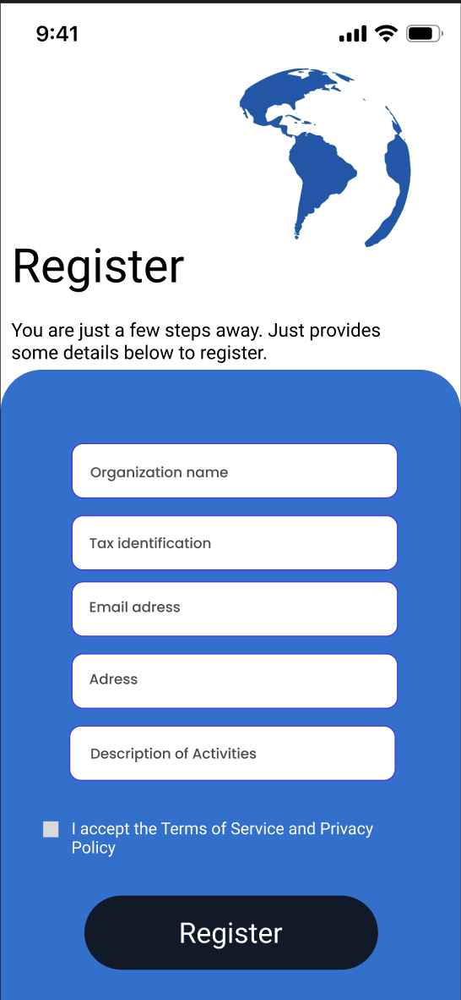 9:41
Register
You are just a few steps away. Just provides
some details below to register.
Organization name
Tax identification
Email adress
Adress
Description of Activities
I accept the Terms of Service and Privacy
Policy
Register